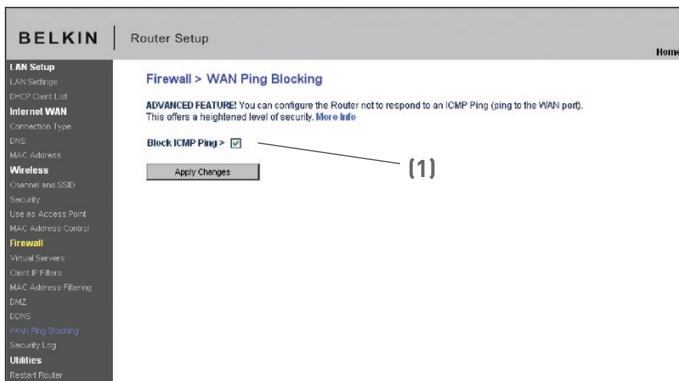 BELKIN
Router Setup
Home
LAN Setup
LAN Settings
DHCP Client List
Internet WAN
Connection Type
DNS
MAC Address
Wireless
Channel and SSID
Security
Use as Access Point
MAC Address Control
Firewall
Virtual Servers
Client IP Filters
MAC Address Filtering
DMZ
DDNS
WAN Ping Blocking
Security Log
Utilities
Restart Router
Firewall > WAN Ping Blocking
ADVANCED FEATURE! You can configure the Router not to respond to an ICMP Ping (ping to the WAN port).
This offers a heightened level of security. More Info
Block ICMP Ping >
(1)
Apply Changes